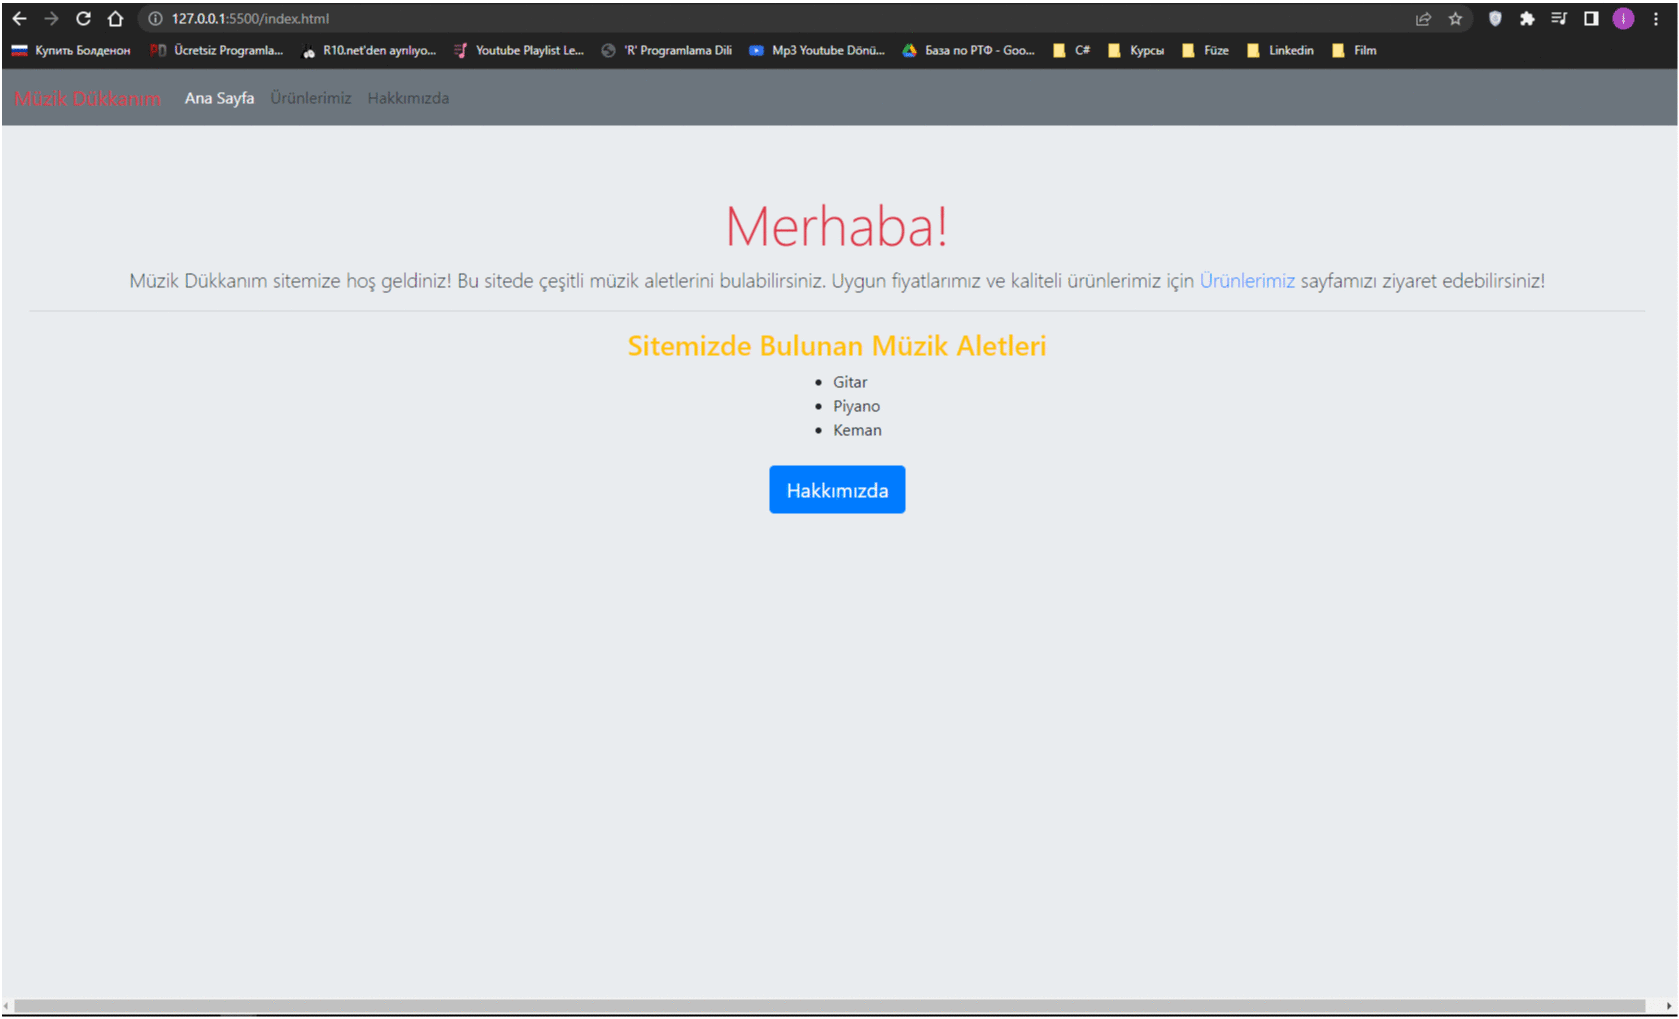 127.0.0.1:5500/index.html
Купить Болденон Ücretsiz Programla... R10.net'den ayrılıyo... Youtube Playlist Le... 'R' Programlama Dili Mp3 Youtube Dönü... База по РТФ - Goo... C# Курсы Füze Linkedin Film
Müzik Dükkanım Ana Sayfa Ürünlerimiz Hakkımızda
Merhaba!
Müzik Dükkanım sitemize hoş geldiniz! Bu sitede çeşitli müzik aletlerini bulabilirsiniz. Uygun fiyatlarımız ve kaliteli ürünlerimiz için Ürünlerimiz sayfamızı ziyaret edebilirsiniz!
Sitemizde Bulunan Müzik Aletleri
• Gitar
• Piyano
• Keman
Hakkımızda